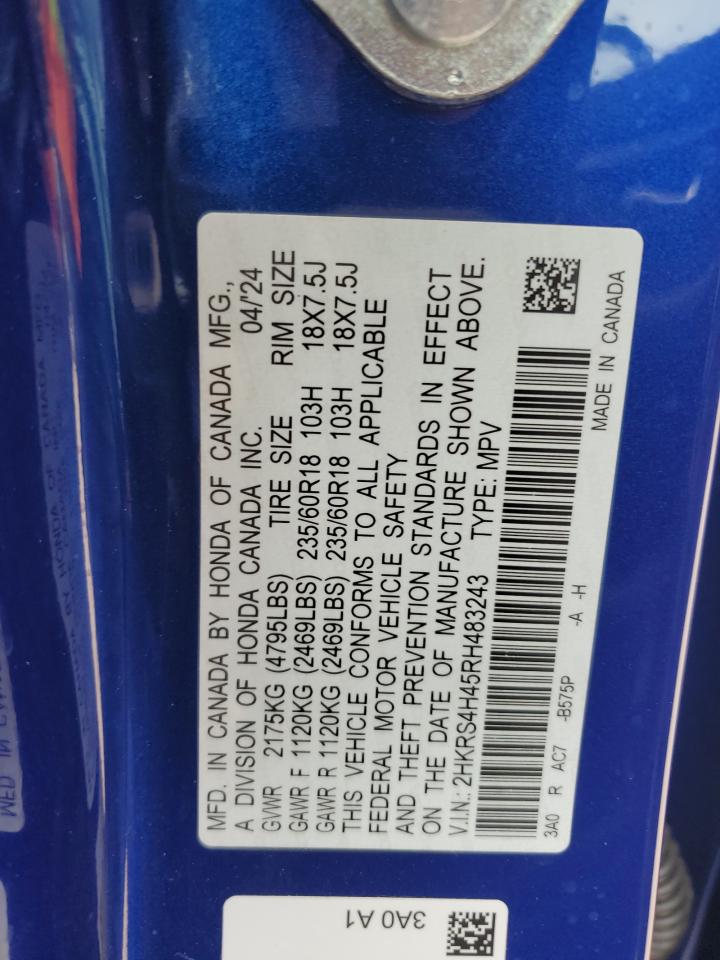 MFD. IN CANADA BY HONDA OF CANADA MFG.,
A DIVISION OF HONDA CANADA INC. 04/'24
GVWR 2175KG (4795LBS) TIRE SIZE RIM SIZE
GAWR F 1120KG (2469LBS) 235/60R18 103H 18X7.5J
GAWR R 1120KG (2469LBS) 235/60R18 103H 18X7.5J
THIS VEHICLE CONFORMS TO ALL APPLICABLE
FEDERAL MOTOR VEHICLE SAFETY
AND THEFT PREVENTION STANDARDS IN EFFECT
ON THE DATE OF MANUFACTURE SHOWN ABOVE.
V.I.N.: 2HKRS4H45RH483243 TYPE: MPV
3A0 R AC7 -B575P -A -H
MADE IN CANADA
3A0 A1